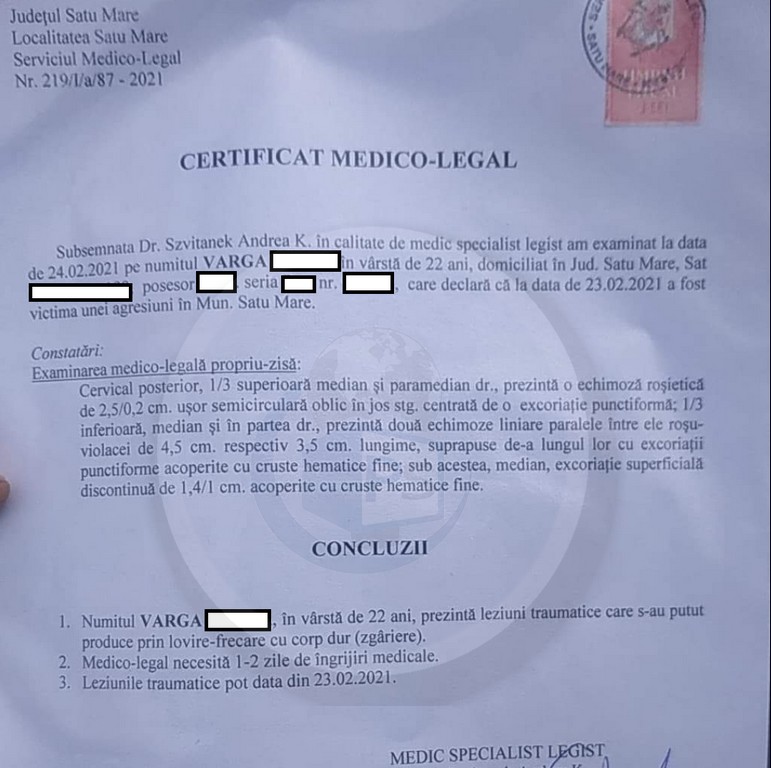 Județul Satu Mare
Localitatea Satu Mare
Serviciul Medico-Legal
Nr. 219/I/a/87 - 2021
SATU MARE
CERTIFICAT MEDICO-LEGAL
Subsemnata Dr. Szvitanek Andrea K. în calitate de medic specialist legist am examinat la data
de 24.02.2021 pe numitul VARGA în vârstă de 22 ani, domiciliat în Jud. Satu Mare, Sat
posesor seria nr. , care declară că la data de 23.02.2021 a fost
victima unei agresiuni în Mun. Satu Mare.
Constatări:
Examinarea medico-legală propriu-zisă:
Cervical posterior, 1/3 superioară median și paramedian dr., prezintă o echimoză roșietică
de 2,5/0,2 cm. ușor semicirculară oblic în jos stg. centrată de o excoriație punctiformă; 1/3
inferioară, median și în partea dr., prezintă două echimoze liniare paralele între ele roșu-
violacei de 4,5 cm. respectiv 3,5 cm. lungime, suprapuse de-a lungul lor cu excoriații
punctiforme acoperite cu cruste hematice fine; sub acestea, median, excoriație superficială
discontinuă de 1,4/1 cm. acoperite cu cruste hematice fine.
CONCLUZII
1. Numitul VARGA , în vârstă de 22 ani, prezintă leziuni traumatice care s-au putut
produce prin lovire-frecare cu corp dur (zgâriere).
2. Medico-legal necesită 1-2 zile de îngrijiri medicale.
3. Leziunile traumatice pot data din 23.02.2021.
MEDIC SPECIALIST LEGIST